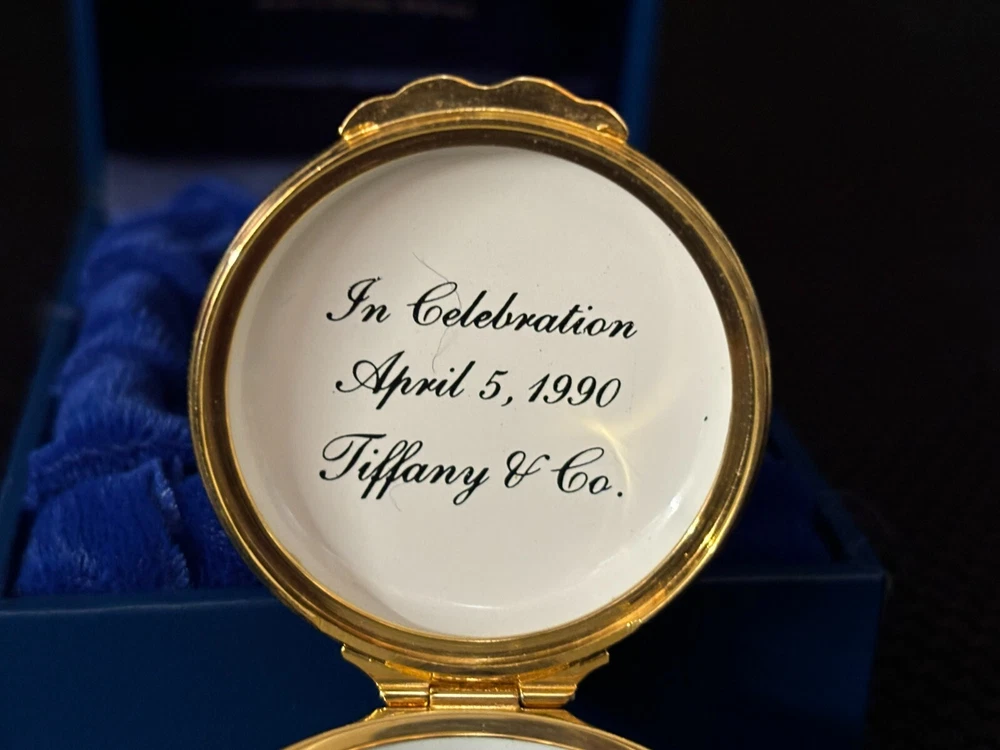 In Celebration
April 5, 1990
Tiffany & Co.